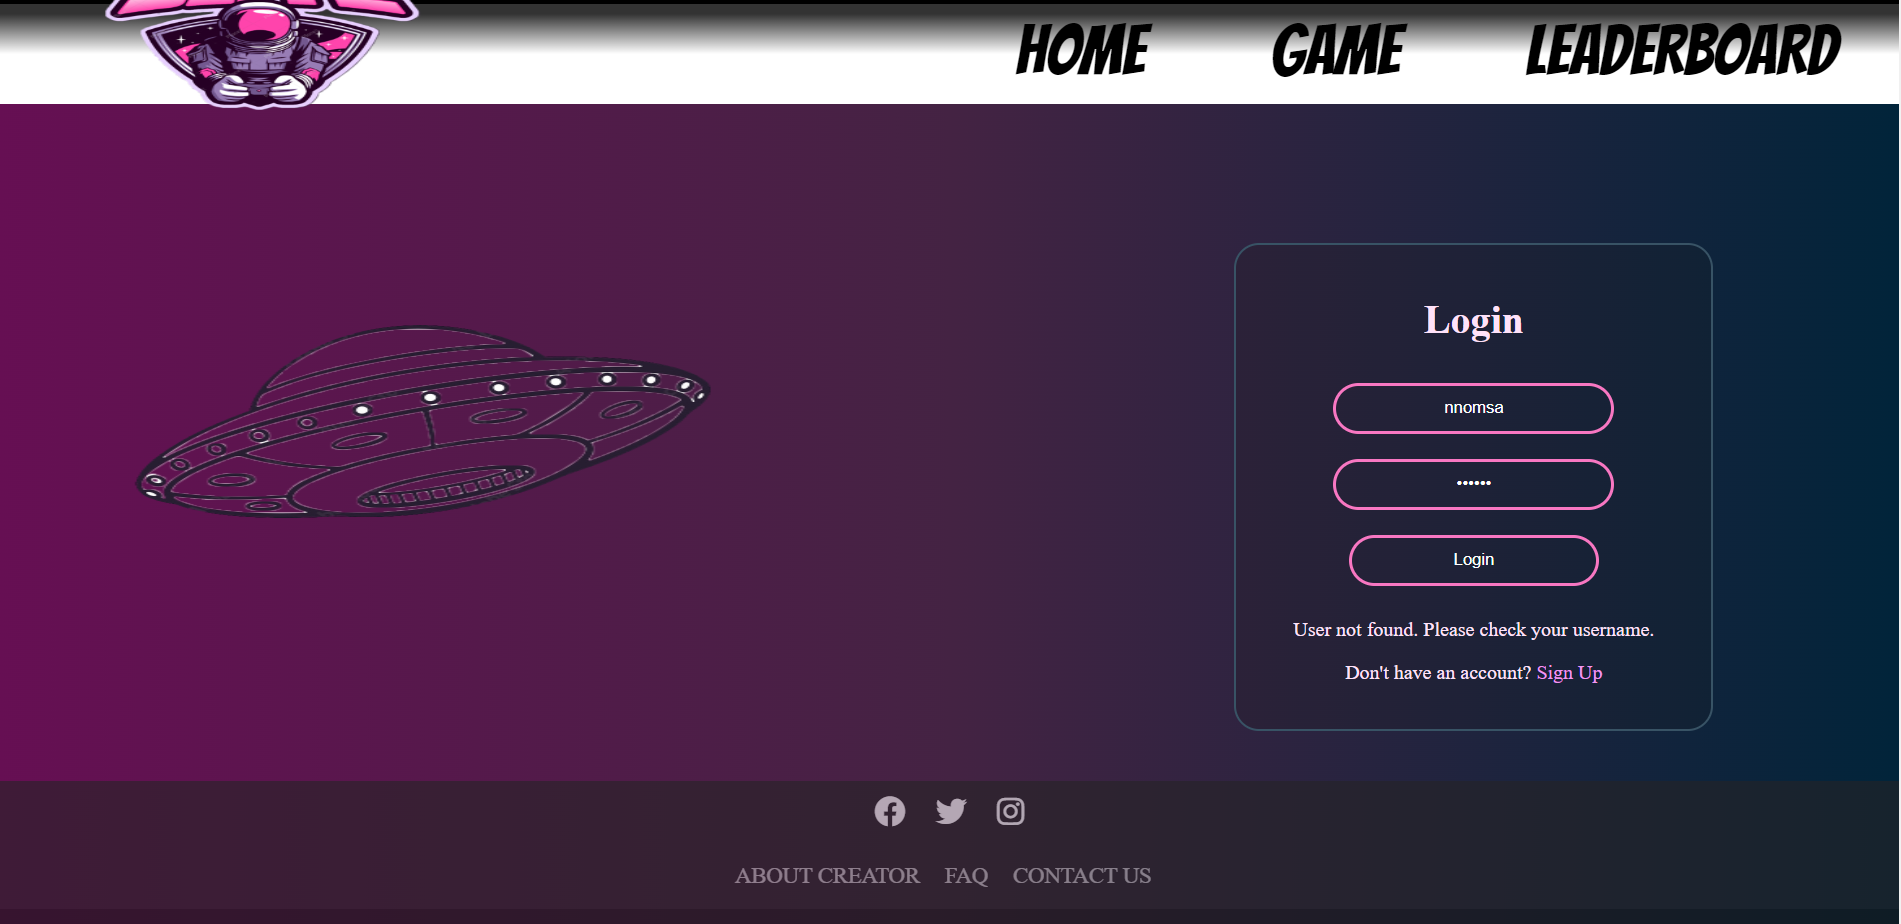 HOME GAME LEADERBOARD
Login
nnomsa
••••••
Login
User not found. Please check your username.
Don't have an account? Sign Up
ABOUT CREATOR FAQ CONTACT US